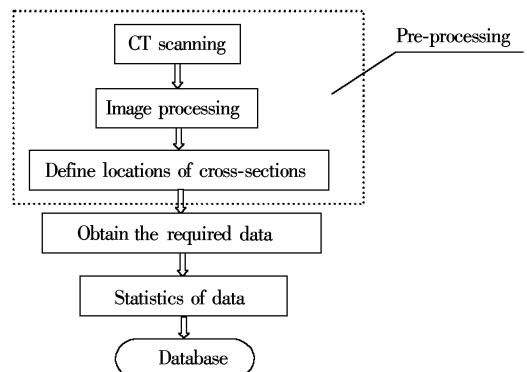 CT scanning
Pre-processing
Image processing
Define locations of cross-sections
Obtain the required data
Statistics of data
Database